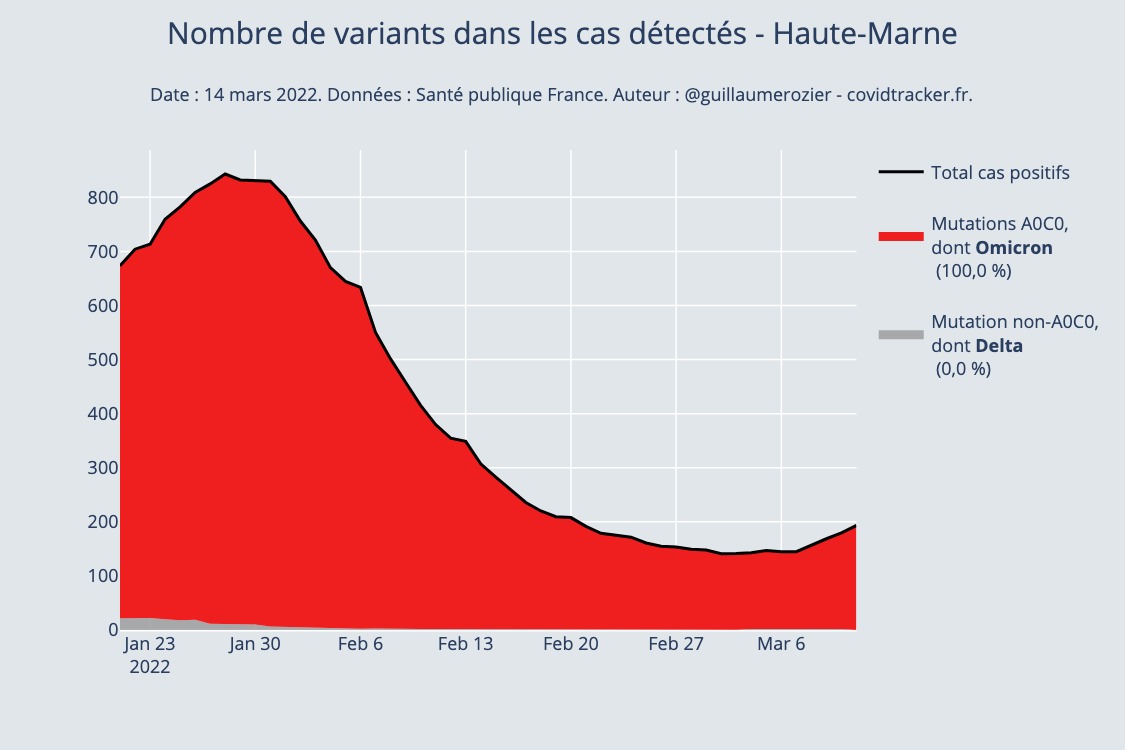 Nombre de variants dans les cas détectés - Haute-Marne
Date : 14 mars 2022. Données : Santé publique France. Auteur : @guillaumerozier - covidtracker.fr.
800
700
600
500
400
300
200
100
0
Jan 23
2022
Jan 30
Feb 6
Feb 13
Feb 20
Feb 27
Mar 6
Total cas positifs
Mutations A0C0,
dont Omicron
(100,0 %)
Mutation non-A0C0,
dont Delta
(0,0 %)